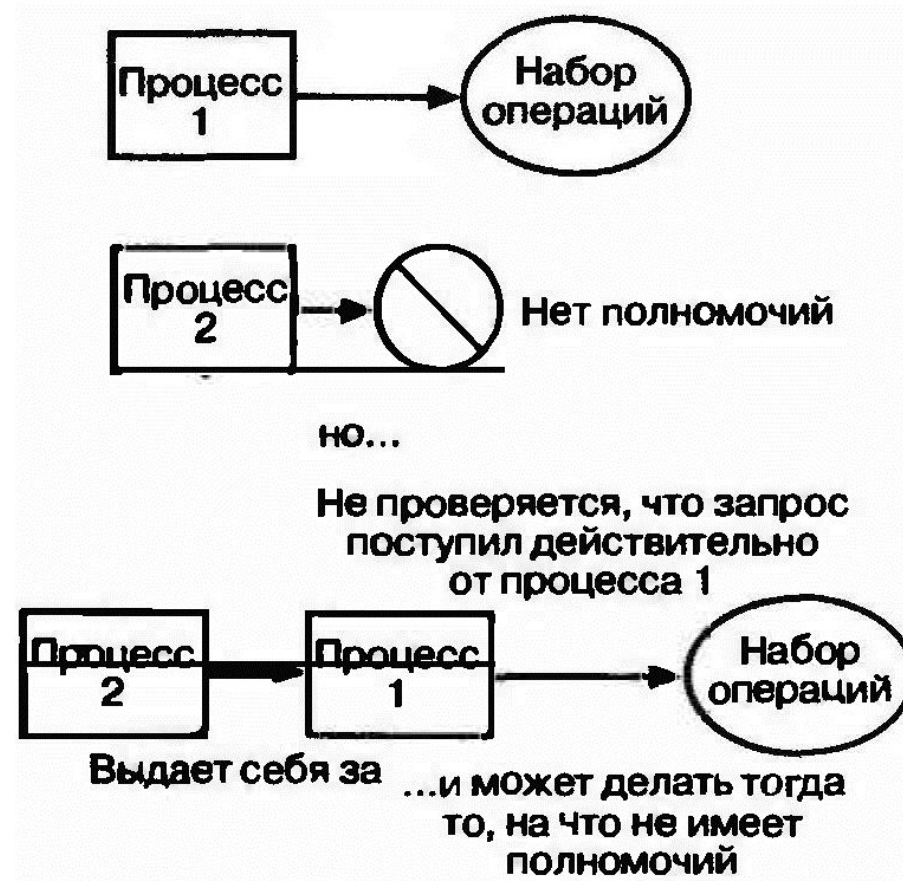 Процесс
1
Набор
операций
Процесс
2
Нет полномочий
но...
Не проверяется, что запрос
поступил действительно
от процесса 1
Процесс
2
Процесс
1
Набор
операций
Выдает себя за
...и может делать тогда
то, на что не имеет
полномочий